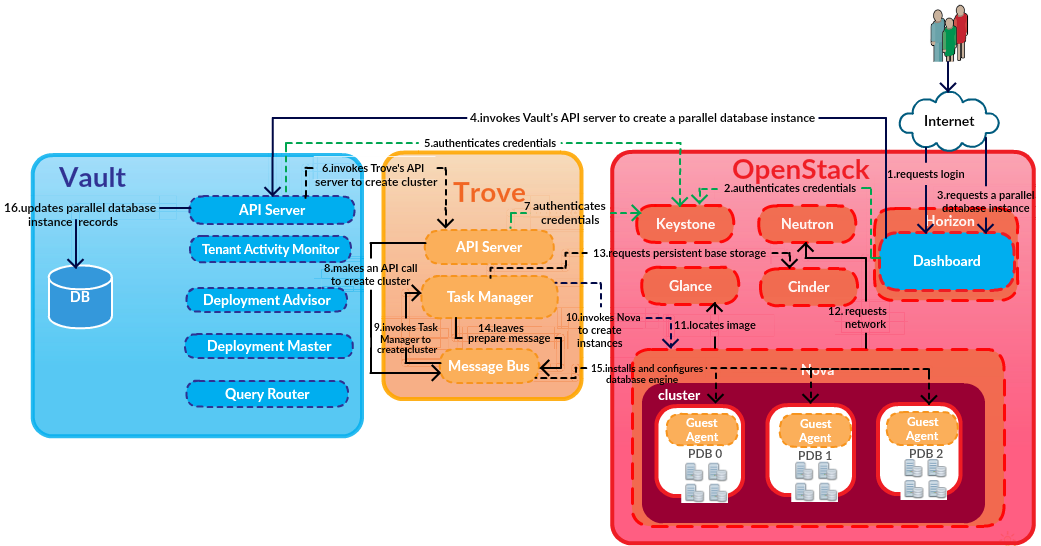 Internet
4.invokes Vault's API server to create a parallel database instance
5.authenticates credentials
Vault
6.invokes Trove's API
server to create cluster
Trove
OpenStack
1.requests login
2.authenticates credentials
3.requests a parallel
database instance
16.updates parallel database
instance records
API Server
7 authenticates
credentials
Keystone
Neutron
Horizon
Dashboard
Tenant Activity Monitor
API Server
13.requests persistent base storage
8.makes an API call
to create cluster
DB
Deployment Advisor
Task Manager
Glance
Cinder
9.invokes Task
Manager to
create cluster
14.leaves
prepare message
10.invokes Nova
to create
instances
11.locates image
12. requests
network
Deployment Master
Message Bus
15.installs and configures
database engine
Nova
Query Router
cluster
Guest
Agent
PDB 0
Guest
Agent
PDB 1
Guest
Agent
PDB 2